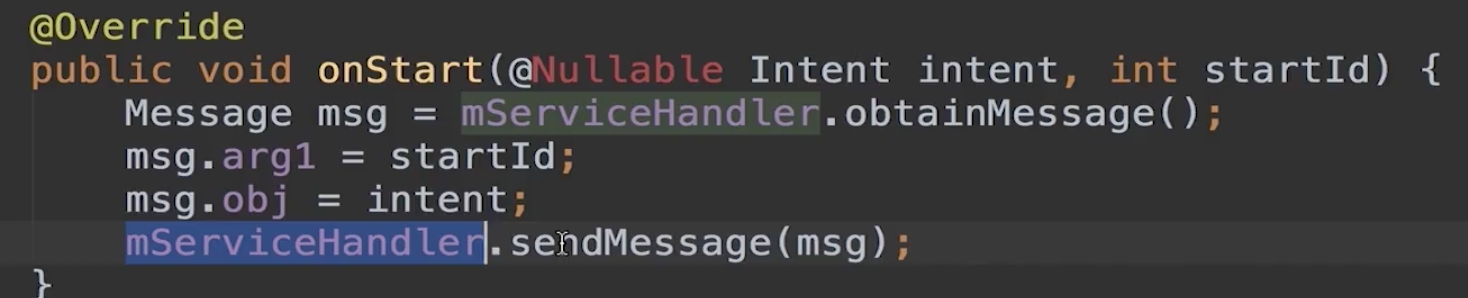 @Override
public void onStart(@Nullable Intent intent, int startId) {
    Message msg = mServiceHandler.obtainMessage();
    msg.arg1 = startId;
    msg.obj = intent;
    mServiceHandler.sendMessage(msg);
}